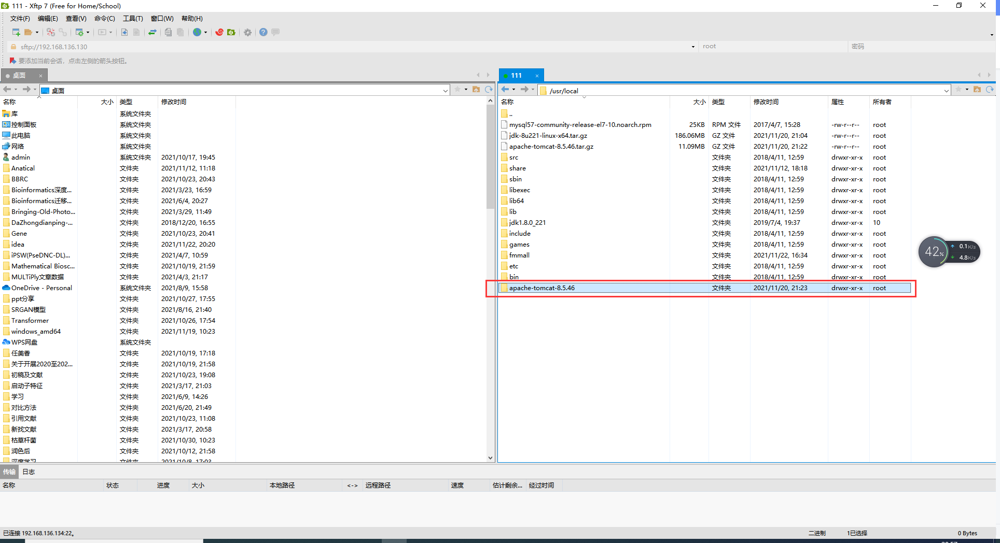 111 - Xftp 7 (Free for Home/School)
文件(F) 编辑(E) 查看(V) 命令(C) 工具(T) 窗口(W) 帮助(H)
sftp://192.168.136.130 root 密码
要添加当前会话，点击左侧的箭头按钮。
桌面 × 111 ×
桌面 /usr/local
名称 大小 类型 修改时间
库 系统文件夹
控制面板 系统文件夹
此电脑 系统文件夹
网络 系统文件夹
admin 系统文件夹 2021/10/17, 19:45
Anatical 文件夹 2021/11/12, 11:18
BBRC 文件夹 2021/10/23, 20:43
Bioinformatics深度... 文件夹 2021/3/23, 16:59
Bioinformatics迁移... 文件夹 2021/6/4, 20:27
Bringing-Old-Photo... 文件夹 2021/3/29, 11:49
DaZhongdianping-... 文件夹 2018/12/20, 16:55
Gene 文件夹 2021/10/23, 20:41
idea 文件夹 2021/11/22, 20:20
iPSW(PseDNC-DL)... 文件夹 2021/4/7, 10:59
Mathematical Biosc... 文件夹 2021/10/19, 21:59
MULTiPly文章数据 文件夹 2021/4/3, 21:17
OneDrive - Personal 系统文件夹 2021/8/9, 15:58
ppt分享 文件夹 2021/10/27, 17:55
SRGAN模型 文件夹 2021/8/16, 21:40
Transformer 文件夹 2021/10/26, 17:54
windows_amd64 文件夹 2021/11/19, 10:23
WPS网盘 系统文件夹
任美香 文件夹 2021/10/19, 17:18
关于开展2020至202... 文件夹 2021/10/19, 21:58
初稿及文献 文件夹 2021/10/23, 19:08
启动子特征 文件夹 2021/3/17, 21:03
学习 文件夹 2021/6/9, 14:26
对比方法 文件夹 2021/6/20, 21:49
引用文献 文件夹 2021/10/23, 11:08
新找文献 文件夹 2021/3/17, 20:58
枯草杆菌 文件夹 2021/10/30, 10:23
润色后 文件夹 2021/10/12, 21:58
深度学习 文件夹 2021/10/8, 17:03
名称 大小 类型 修改时间 属性 所有者
..
mysql57-community-release-el7-10.noarch.rpm 25KB RPM 文件 2017/4/7, 15:28 -rw-r--r-- root
jdk-8u221-linux-x64.tar.gz 186.06MB GZ 文件 2021/11/20, 21:04 -rw-r--r-- root
apache-tomcat-8.5.46.tar.gz 11.09MB GZ 文件 2021/11/20, 21:22 -rw-r--r-- root
src 文件夹 2018/4/11, 12:59 drwxr-xr-x root
share 文件夹 2021/11/12, 18:18 drwxr-xr-x root
sbin 文件夹 2018/4/11, 12:59 drwxr-xr-x root
libexec 文件夹 2018/4/11, 12:59 drwxr-xr-x root
lib64 文件夹 2018/4/11, 12:59 drwxr-xr-x root
lib 文件夹 2018/4/11, 12:59 drwxr-xr-x root
jdk1.8.0_221 文件夹 2019/7/4, 19:37 drwxr-xr-x 10
include 文件夹 2018/4/11, 12:59 drwxr-xr-x root
games 文件夹 2018/4/11, 12:59 drwxr-xr-x root
fmmall 文件夹 2021/11/22, 16:34 drwxr-xr-x root
etc 文件夹 2018/4/11, 12:59 drwxr-xr-x root
bin 文件夹 2018/4/11, 12:59 drwxr-xr-x root
apache-tomcat-8.5.46 文件夹 2021/11/20, 21:23 drwxr-xr-x root
42% 0.1K/s
4.8K/s
传输 日志
名称 状态 进度 大小 本地路径 <-> 远程路径 速度 估计剩余... 经过时间
已连接 192.168.136.134:22。 二进制 1已选择 0 Bytes